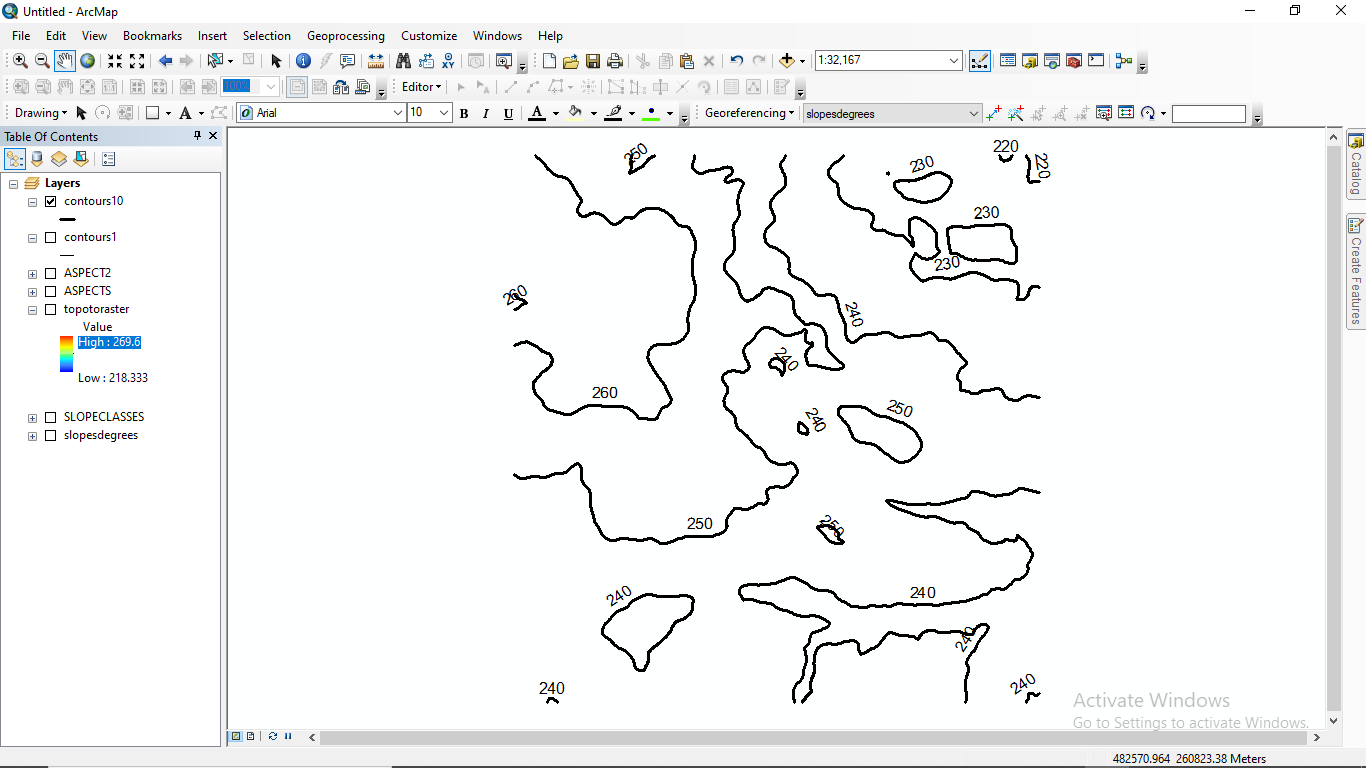 Untitled - ArcMap
File Edit View Bookmarks Insert Selection Geoprocessing Customize Windows Help
1:32,167
100%
Editor
Drawing
Arial
10
B I U A
Georeferencing
slopesdegrees
Table Of Contents
Layers
contours10
contours1
ASPECT2
ASPECTS
topotoraster
Value
High : 269.6
Low : 218.333
SLOPECLASSES
slopesdegrees
250
220
220
230
230
230
260
240
240
260
240
250
250
250
240
240
240
240
240
Catalog
Create Features
Activate Windows
Go to Settings to activate Windows.
482570.964 260823.38 Meters